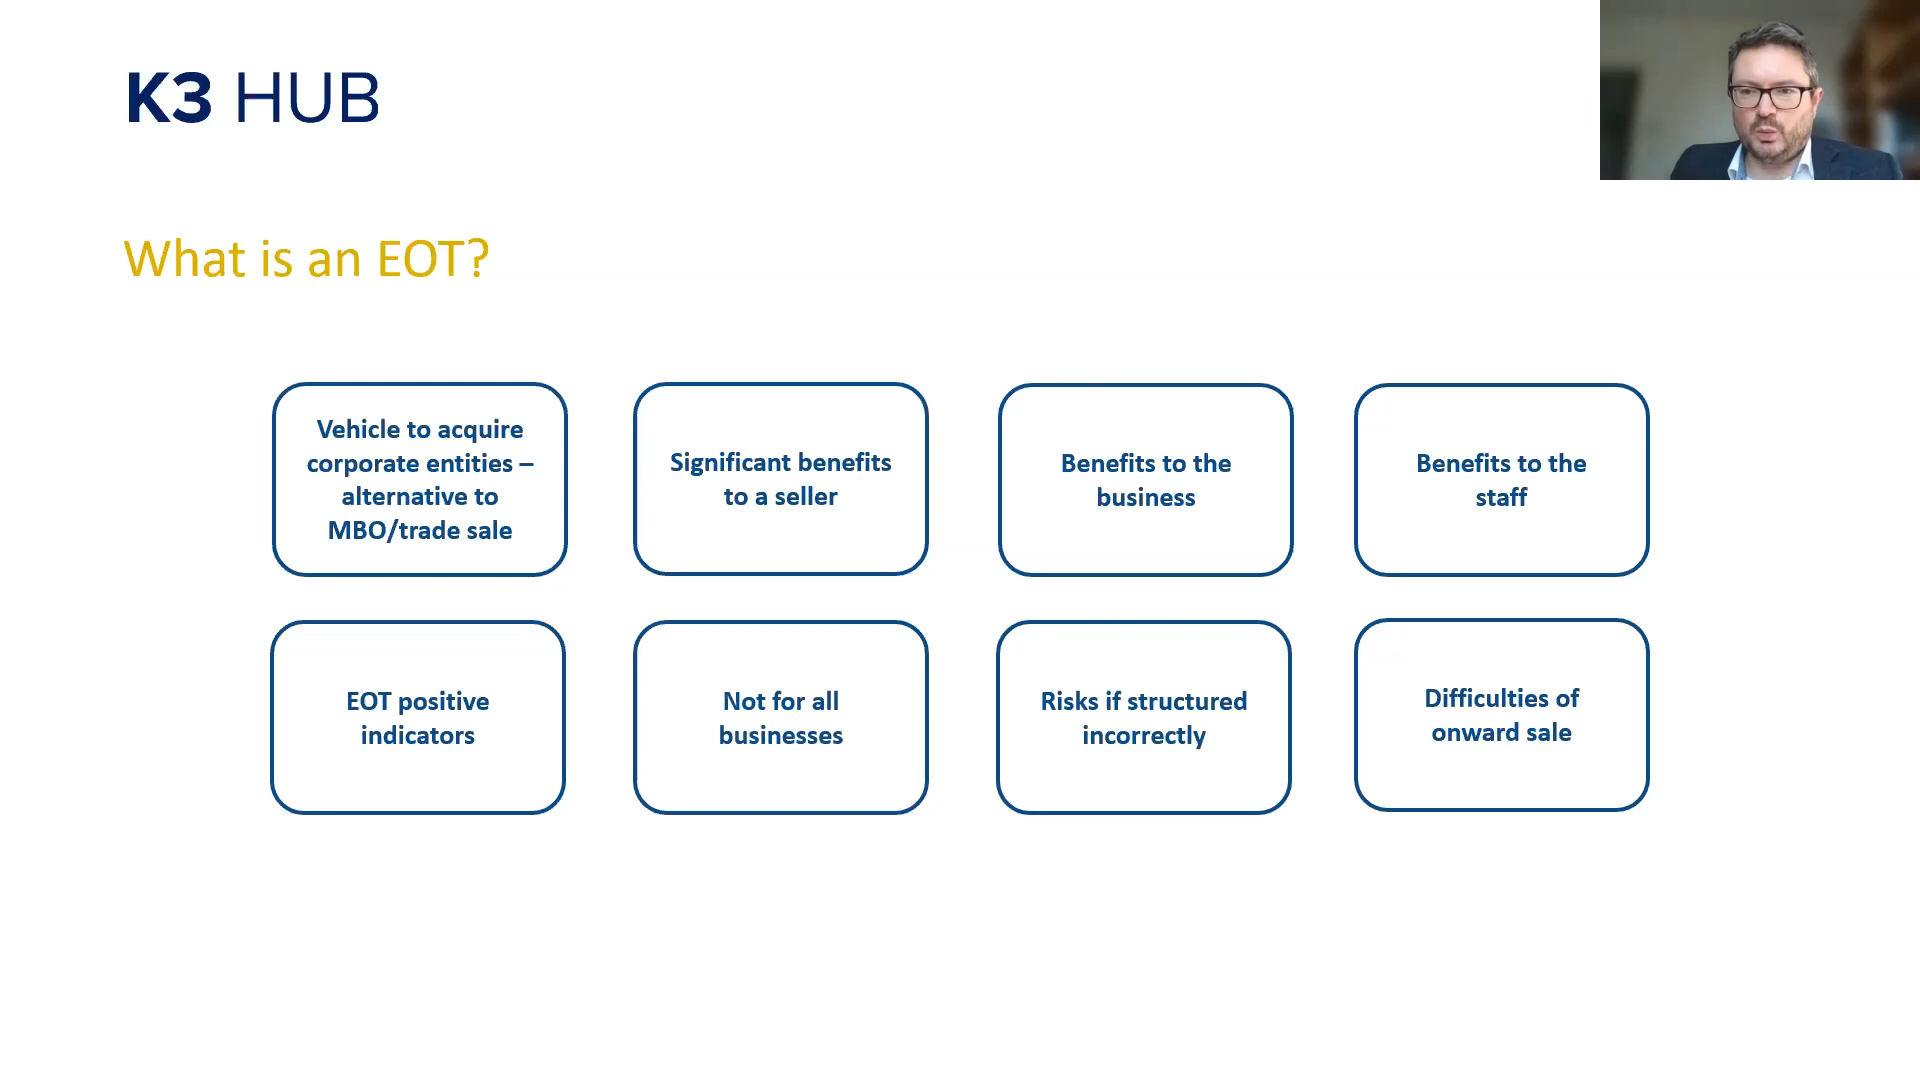 K3 HUB
What is an EOT?
Vehicle to acquire
corporate entities –
alternative to
MBO/trade sale
Significant benefits
to a seller
Benefits to the
business
Benefits to the
staff
EOT positive
indicators
Not for all
businesses
Risks if structured
incorrectly
Difficulties of
onward sale